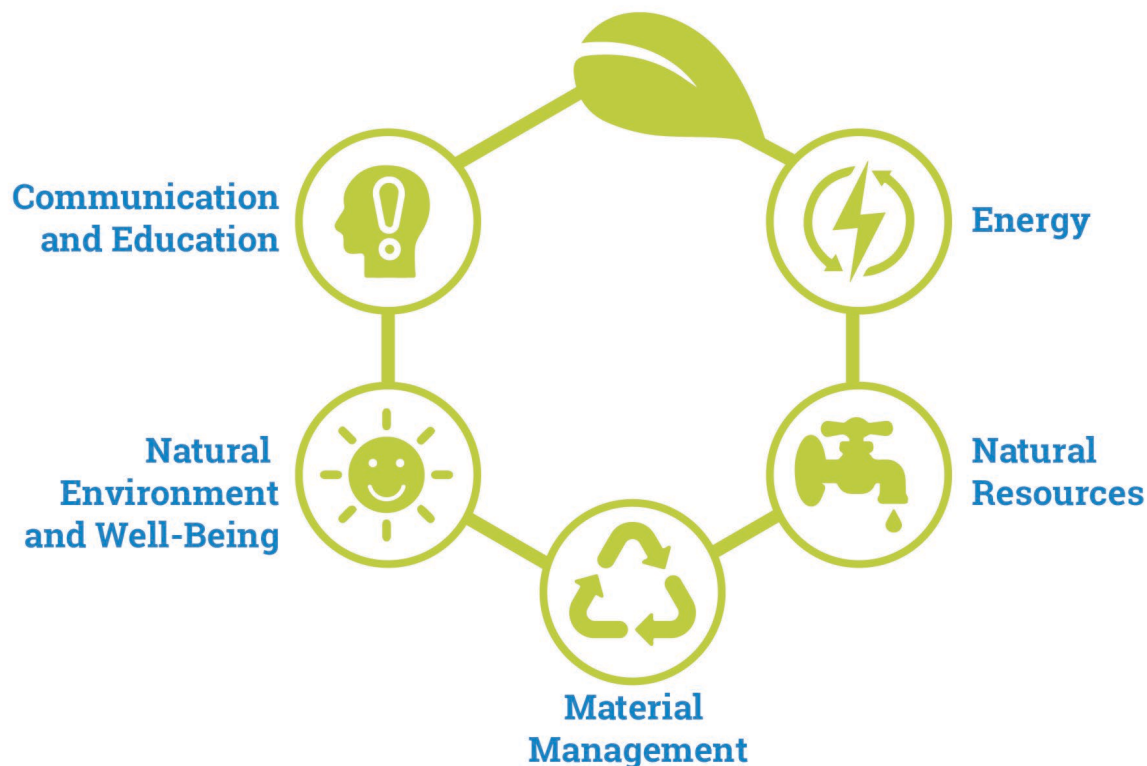 Communication
and Education
Energy
Natural
Environment
and Well-Being
Natural
Resources
Material
Management